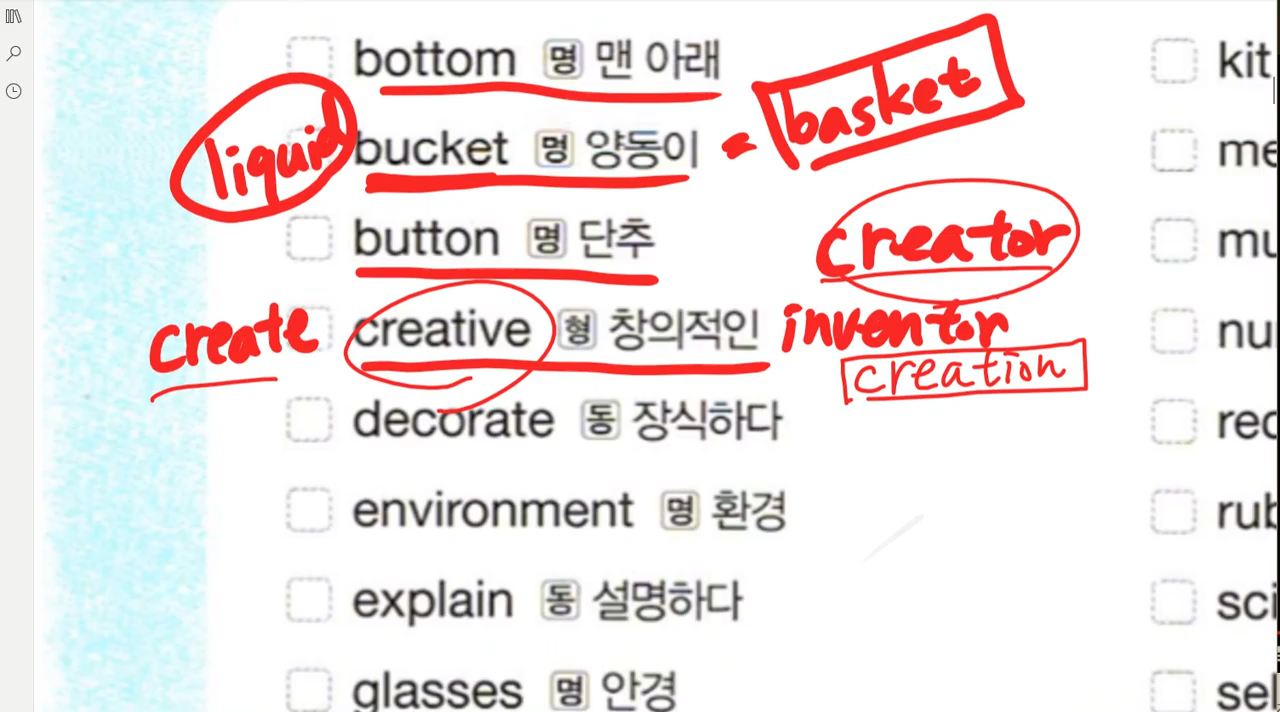 bottom 명 맨 아래
kit,
liquid bucket 명 양동이 = basket
me
button 명 단추
creator
mu
create creative 형 창의적인 inventor
nu
creation
decorate 동 장식하다
environment 명 환경
explain 동 설명하다
sci
glasses 명 안경
sel